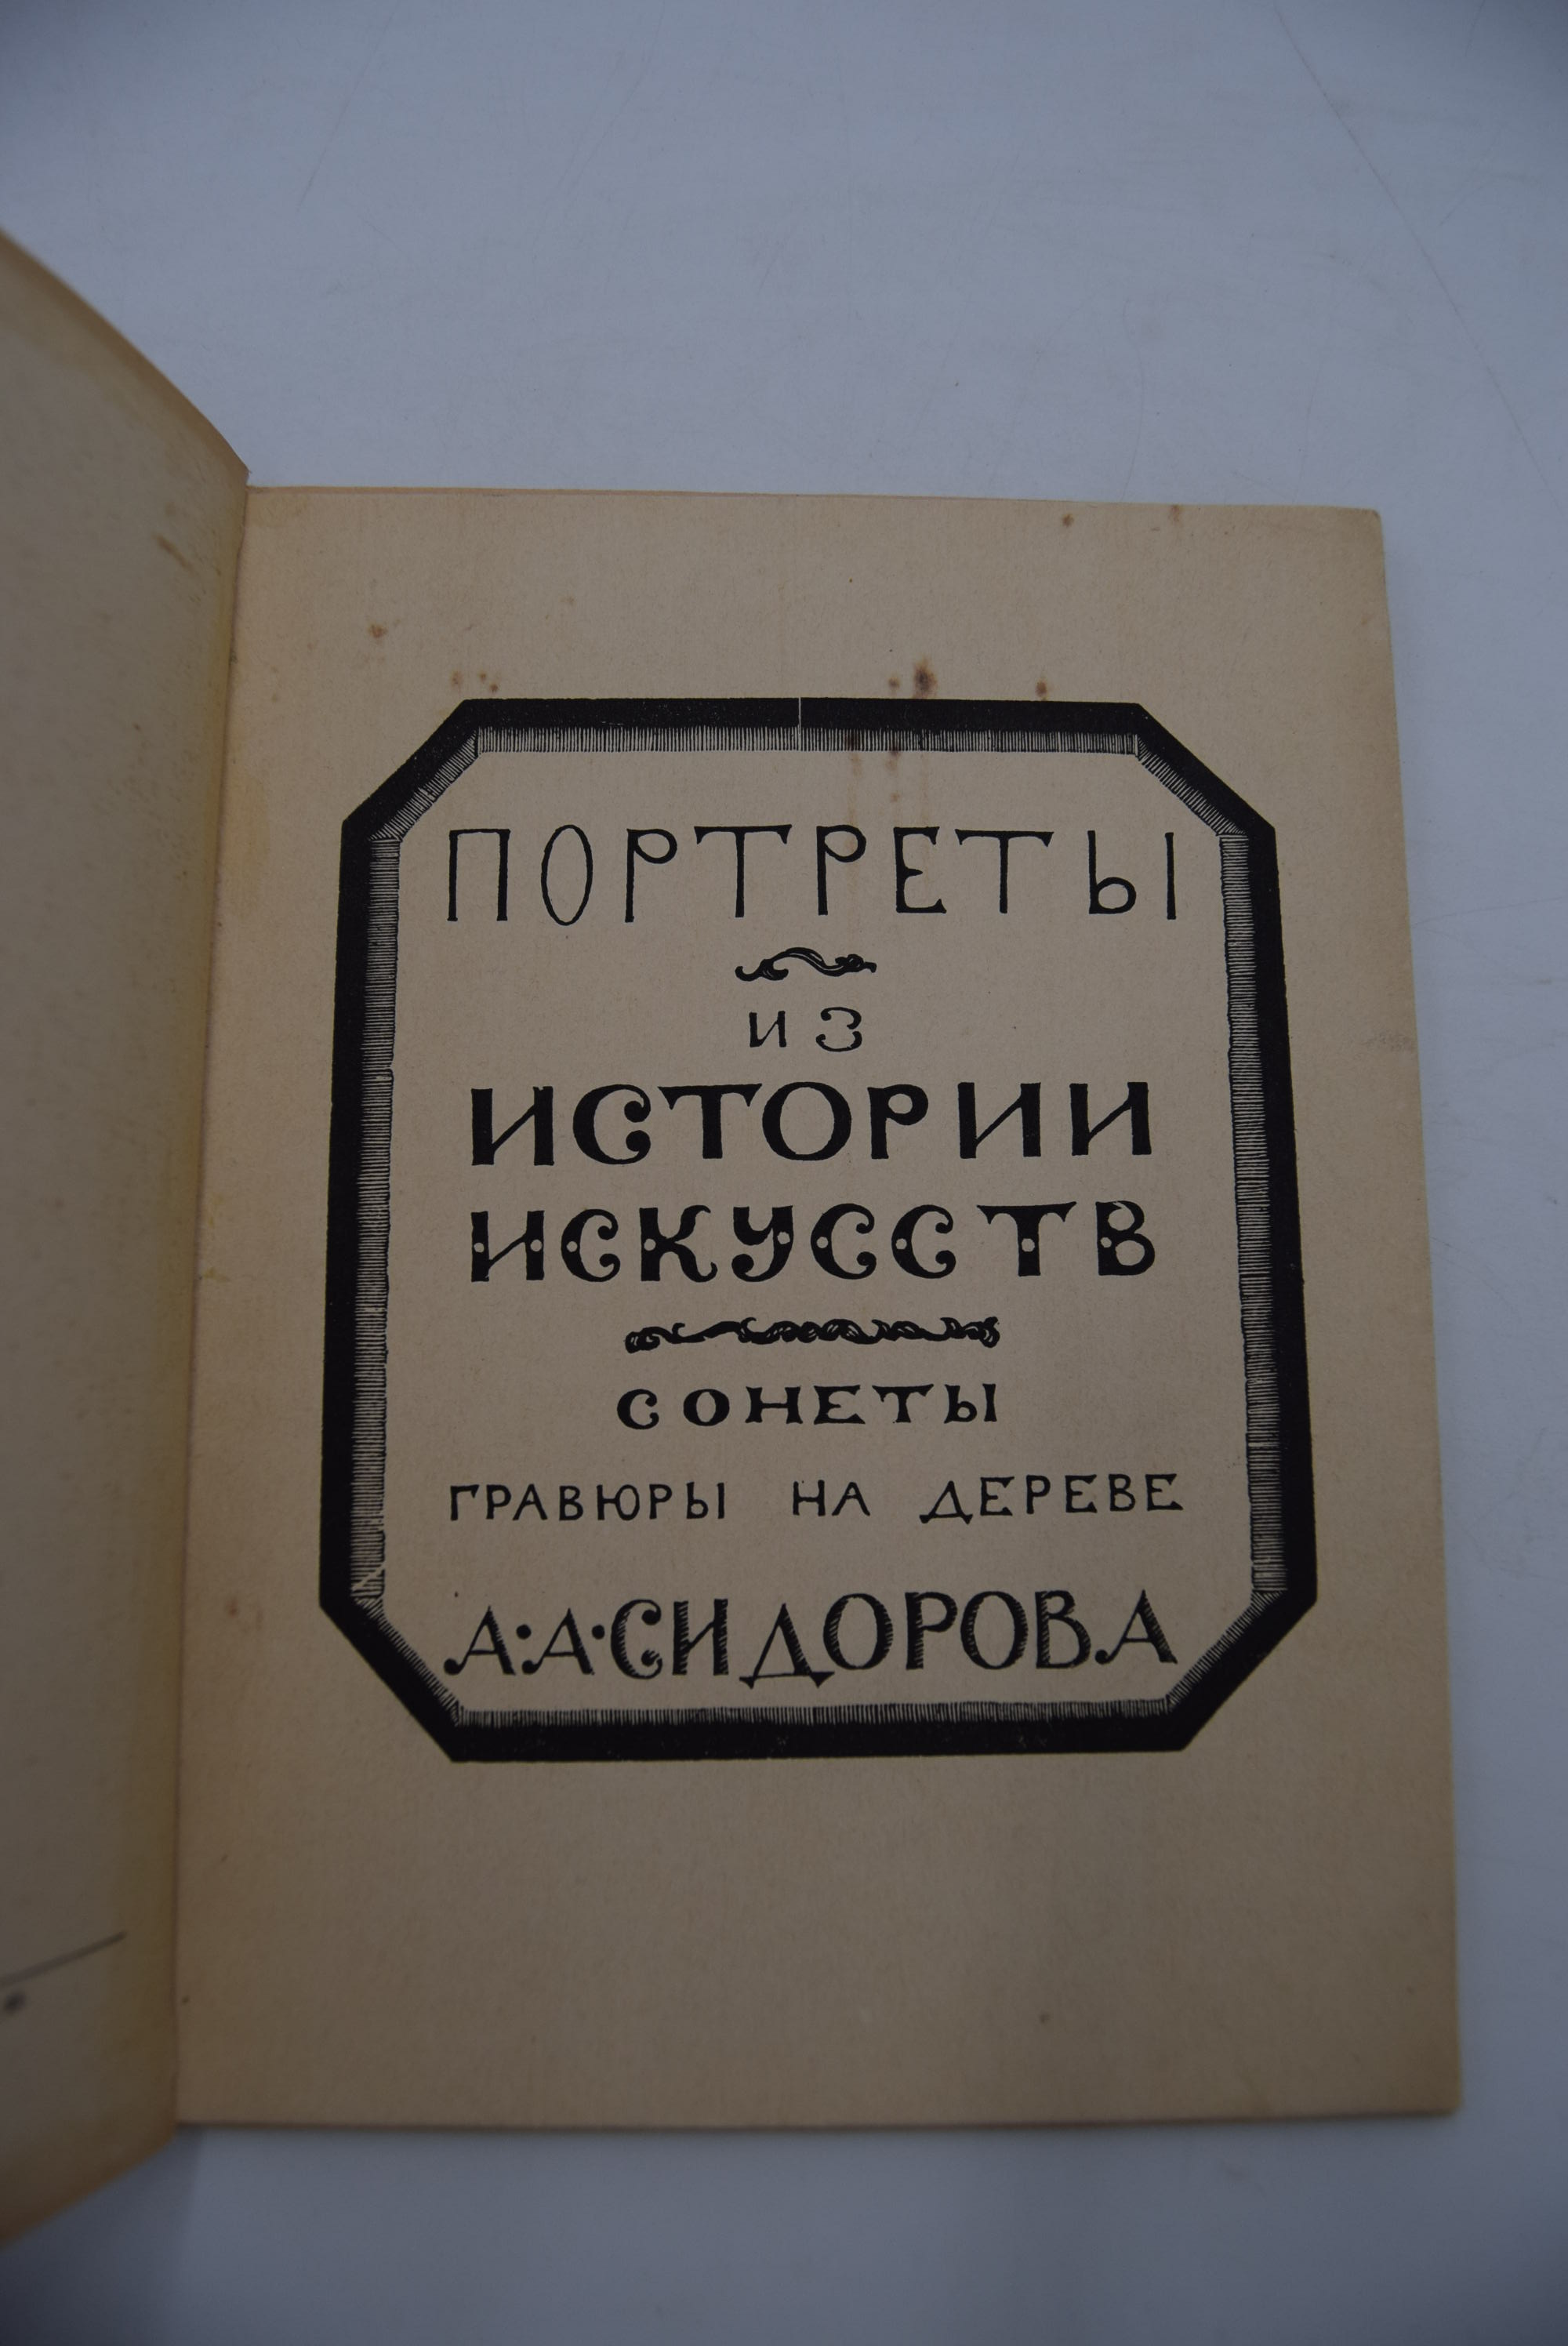 ПОРТРЕТЫ
ИЗ
ИСТОРИИ
ИСКУССТВ
СОНЕТЫ
ГРАВЮРЫ НА ДЕРЕВЕ
А·А·СИДОРОВА